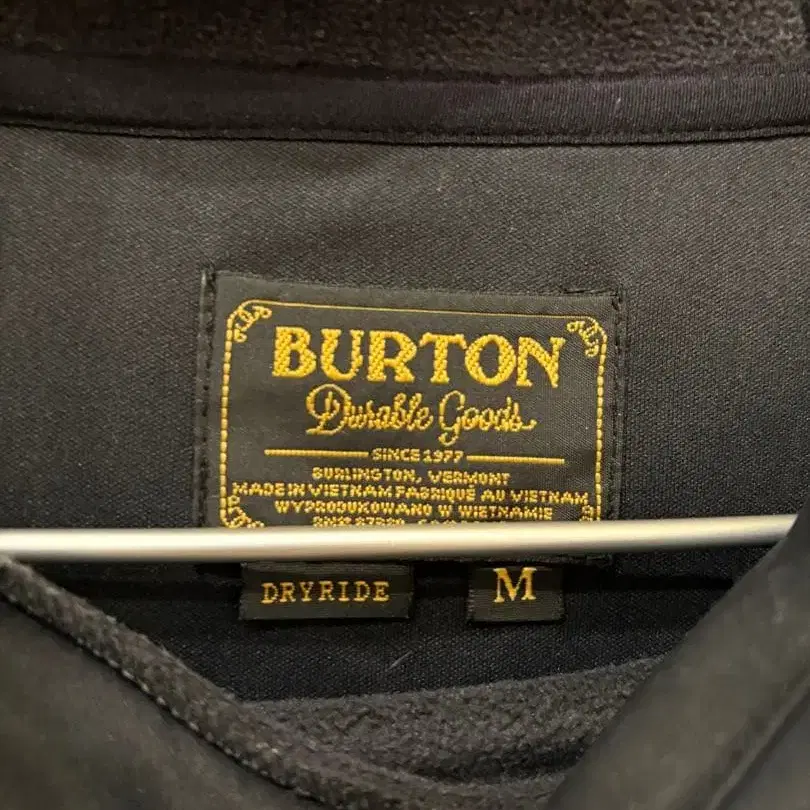 BURTON
Durable Goods
SINCE 1977
BURLINGTON, VERMONT
MADE IN VIETNAM FABRIQUÉ AU VIETNAM
WYPRODUKOWANO W WIETNAMIE
DRYRIDE
M